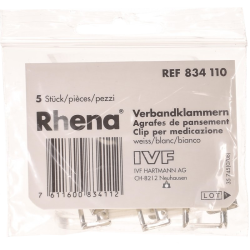 REF 834 110
5 Stück/pièces/pezzi
Rhena®
Verbandklammern
Agrafes de pansement
Clip per medicazione
weiss/blanc/bianco
IVF
IVF HARTMANN AG
CH-8212 Neuhausen
7 611600 834112
LOT